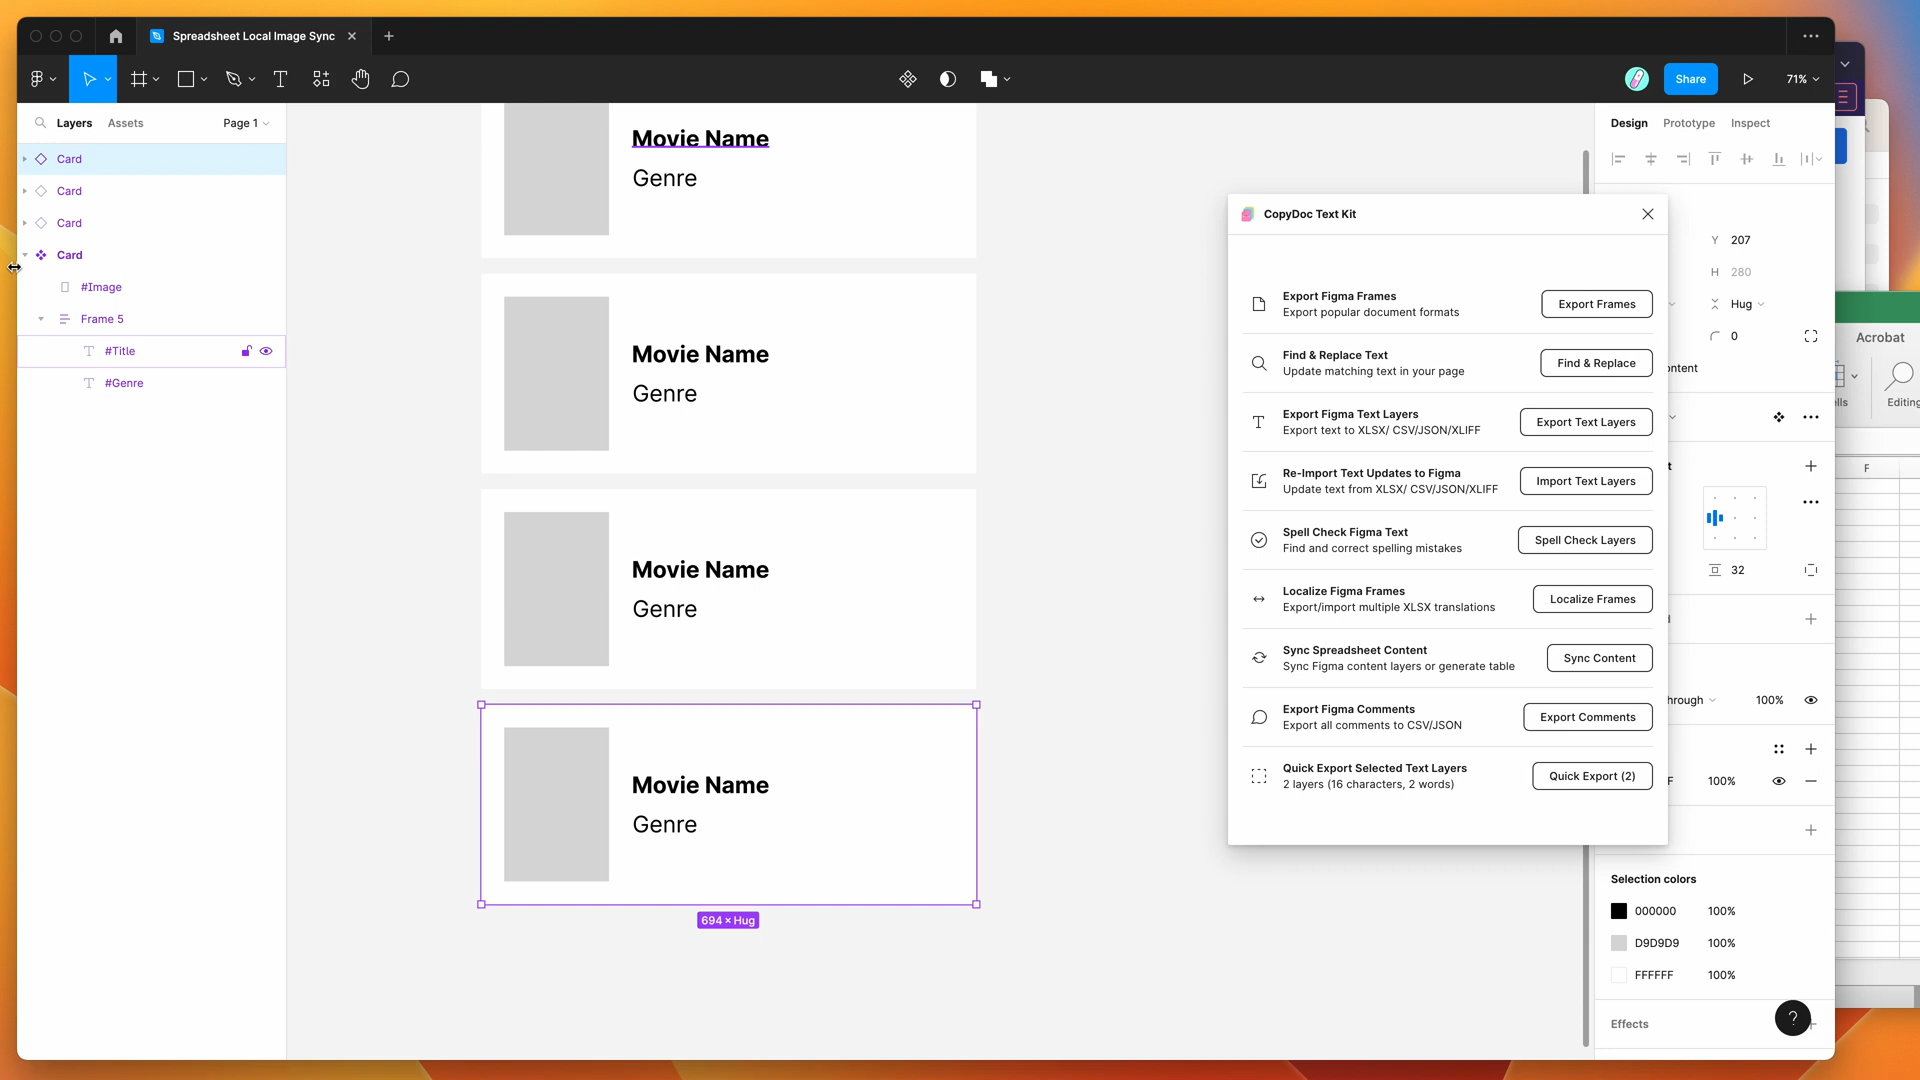 Spreadsheet Local Image Sync
71%
Share
Layers
Assets
Page 1
Card
Card
Card
Card
#Image
Frame 5
#Title
#Genre
Movie Name
Genre
Movie Name
Genre
Movie Name
Genre
Movie Name
Genre
694 × Hug
CopyDoc Text Kit
Export Figma Frames
Export popular document formats
Export Frames
Find & Replace Text
Update matching text in your page
Find & Replace
Export Figma Text Layers
Export text to XLSX/ CSV/JSON/XLIFF
Export Text Layers
Re-Import Text Updates to Figma
Update text from XLSX/ CSV/JSON/XLIFF
Import Text Layers
Spell Check Figma Text
Find and correct spelling mistakes
Spell Check Layers
Localize Figma Frames
Export/import multiple XLSX translations
Localize Frames
Sync Spreadsheet Content
Sync Figma content layers or generate table
Sync Content
Export Figma Comments
Export all comments to CSV/JSON
Export Comments
Quick Export Selected Text Layers
2 layers (16 characters, 2 words)
Quick Export (2)
Design
Prototype
Inspect
Y 207
H 280
Hug
0
32
100%
F 100%
Selection colors
000000 100%
D9D9D9 100%
FFFFFF 100%
Effects
?
Acrobat
Editing
F